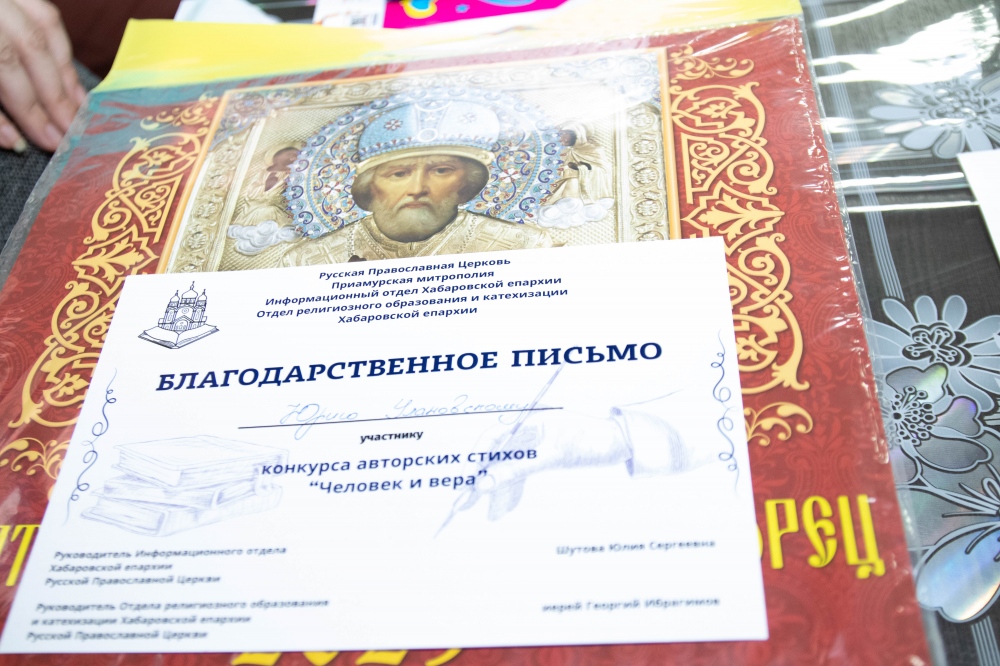 Русская Православная Церковь
Приамурская митрополия
Информационный отдел Хабаровской епархии
Отдел религиозного образования и катехизации
Хабаровской епархии
БЛАГОДАРСТВЕННОЕ ПИСЬМО
Юрию Улановскому
участнику
конкурса авторских стихов
“Человек и вера”
Руководитель Информационного отдела
Хабаровской епархии
Русской Православной Церкви
Шутова Юлия Сергеевна
Руководитель Отдела религиозного образования
и катехизации Хабаровской епархии
Русской Православной Церкви
иерей Георгий Ибрагимов